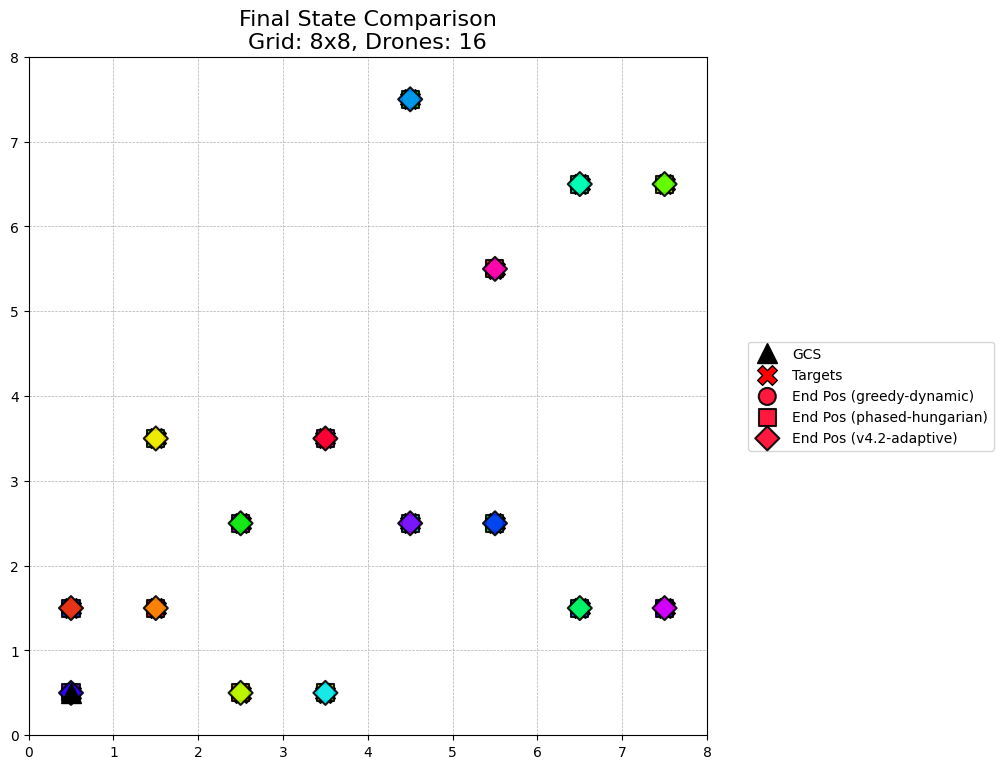 Final State Comparison
Grid: 8x8, Drones: 16
8
7
6
5
4
3
2
1
0
0 1 2 3 4 5 6 7 8
GCS
Targets
End Pos (greedy-dynamic)
End Pos (phased-hungarian)
End Pos (v4.2-adaptive)